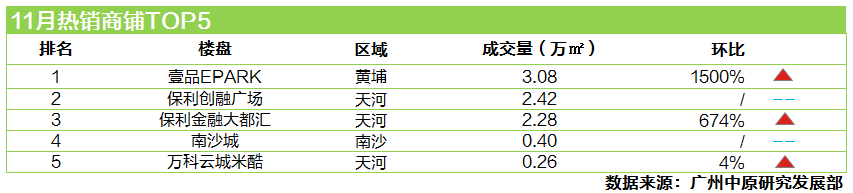 11月热销商铺TOP5
排名 楼盘 区域 成交量（万㎡） 环比
1 壹品EPARK 黄埔 3.08 1500%
2 保利创融广场 天河 2.42 / --
3 保利金融大都汇 天河 2.28 674%
4 南沙城 南沙 0.40 / --
5 万科云城米酷 天河 0.26 4%
数据来源：广州中原研究发展部